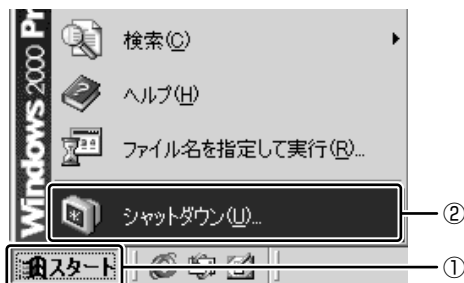 Windows 2000 Pr
検索(C)
ヘルプ(H)
ファイル名を指定して実行(R)...
シャットダウン(U)...
②
スタート
①